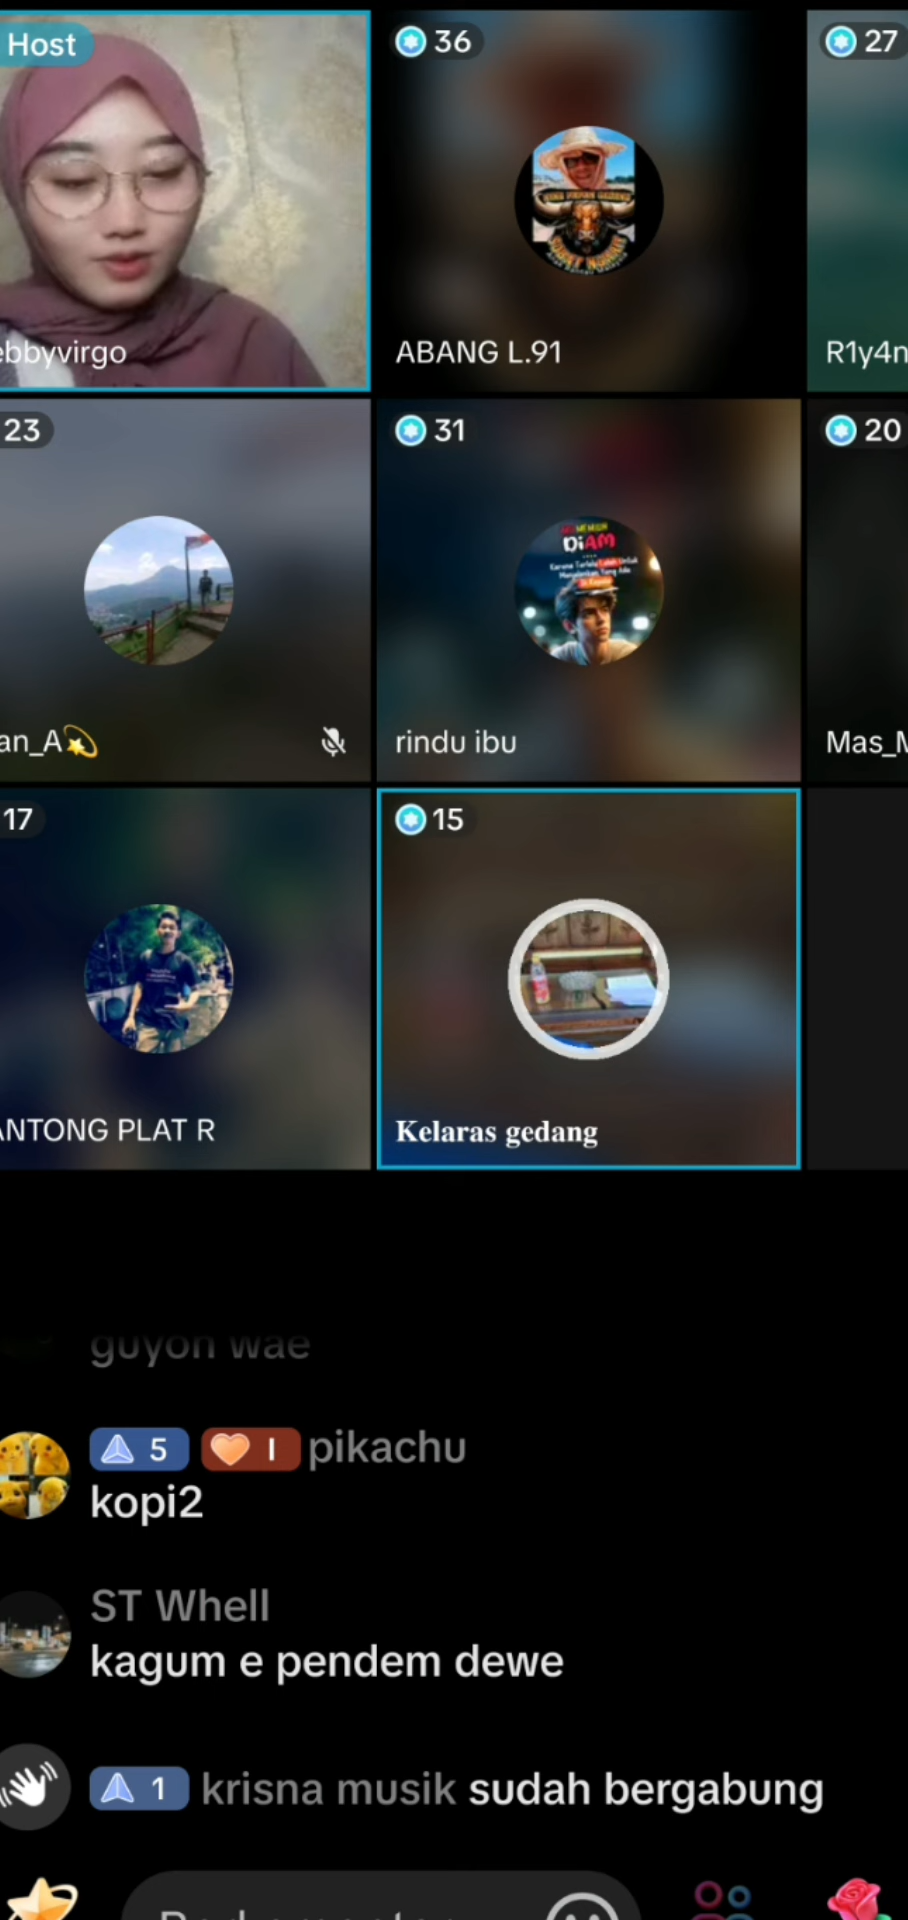 Host
36
27
ebbyvirgo
ABANG L.91
R1y4n
23
31
20
DiAM
an_A
rindu ibu
Mas_M
17
15
ANTONG PLAT R
Kelaras gedang
guyon wae
5 I pikachu
kopi2
ST Whell
kagum e pendem dewe
1 krisna musik sudah bergabung